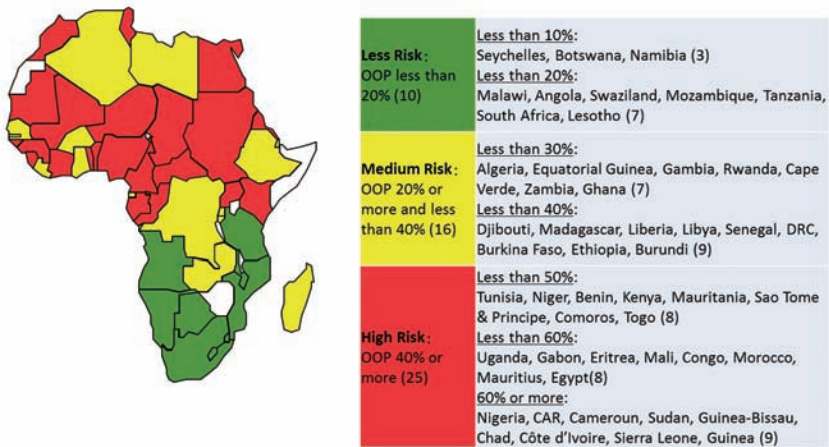 Less Risk:
OOP less than
20% (10)
Less than 10%:
Seychelles, Botswana, Namibia (3)
Less than 20%:
Malawi, Angola, Swaziland, Mozambique, Tanzania,
South Africa, Lesotho (7)
Medium Risk:
OOP 20% or
more and less
than 40% (16)
Less than 30%:
Algeria, Equatorial Guinea, Gambia, Rwanda, Cape
Verde, Zambia, Ghana (7)
Less than 40%:
Djibouti, Madagascar, Liberia, Libya, Senegal, DRC,
Burkina Faso, Ethiopia, Burundi (9)
High Risk:
OOP 40% or
more (25)
Less than 50%:
Tunisia, Niger, Benin, Kenya, Mauritania, Sao Tome
& Principe, Comoros, Togo (8)
Less than 60%:
Uganda, Gabon, Eritrea, Mali, Congo, Morocco,
Mauritius, Egypt(8)
60% or more:
Nigeria, CAR, Cameroun, Sudan, Guinea-Bissau,
Chad, Côte d’Ivoire, Sierra Leone, Guinea (9)